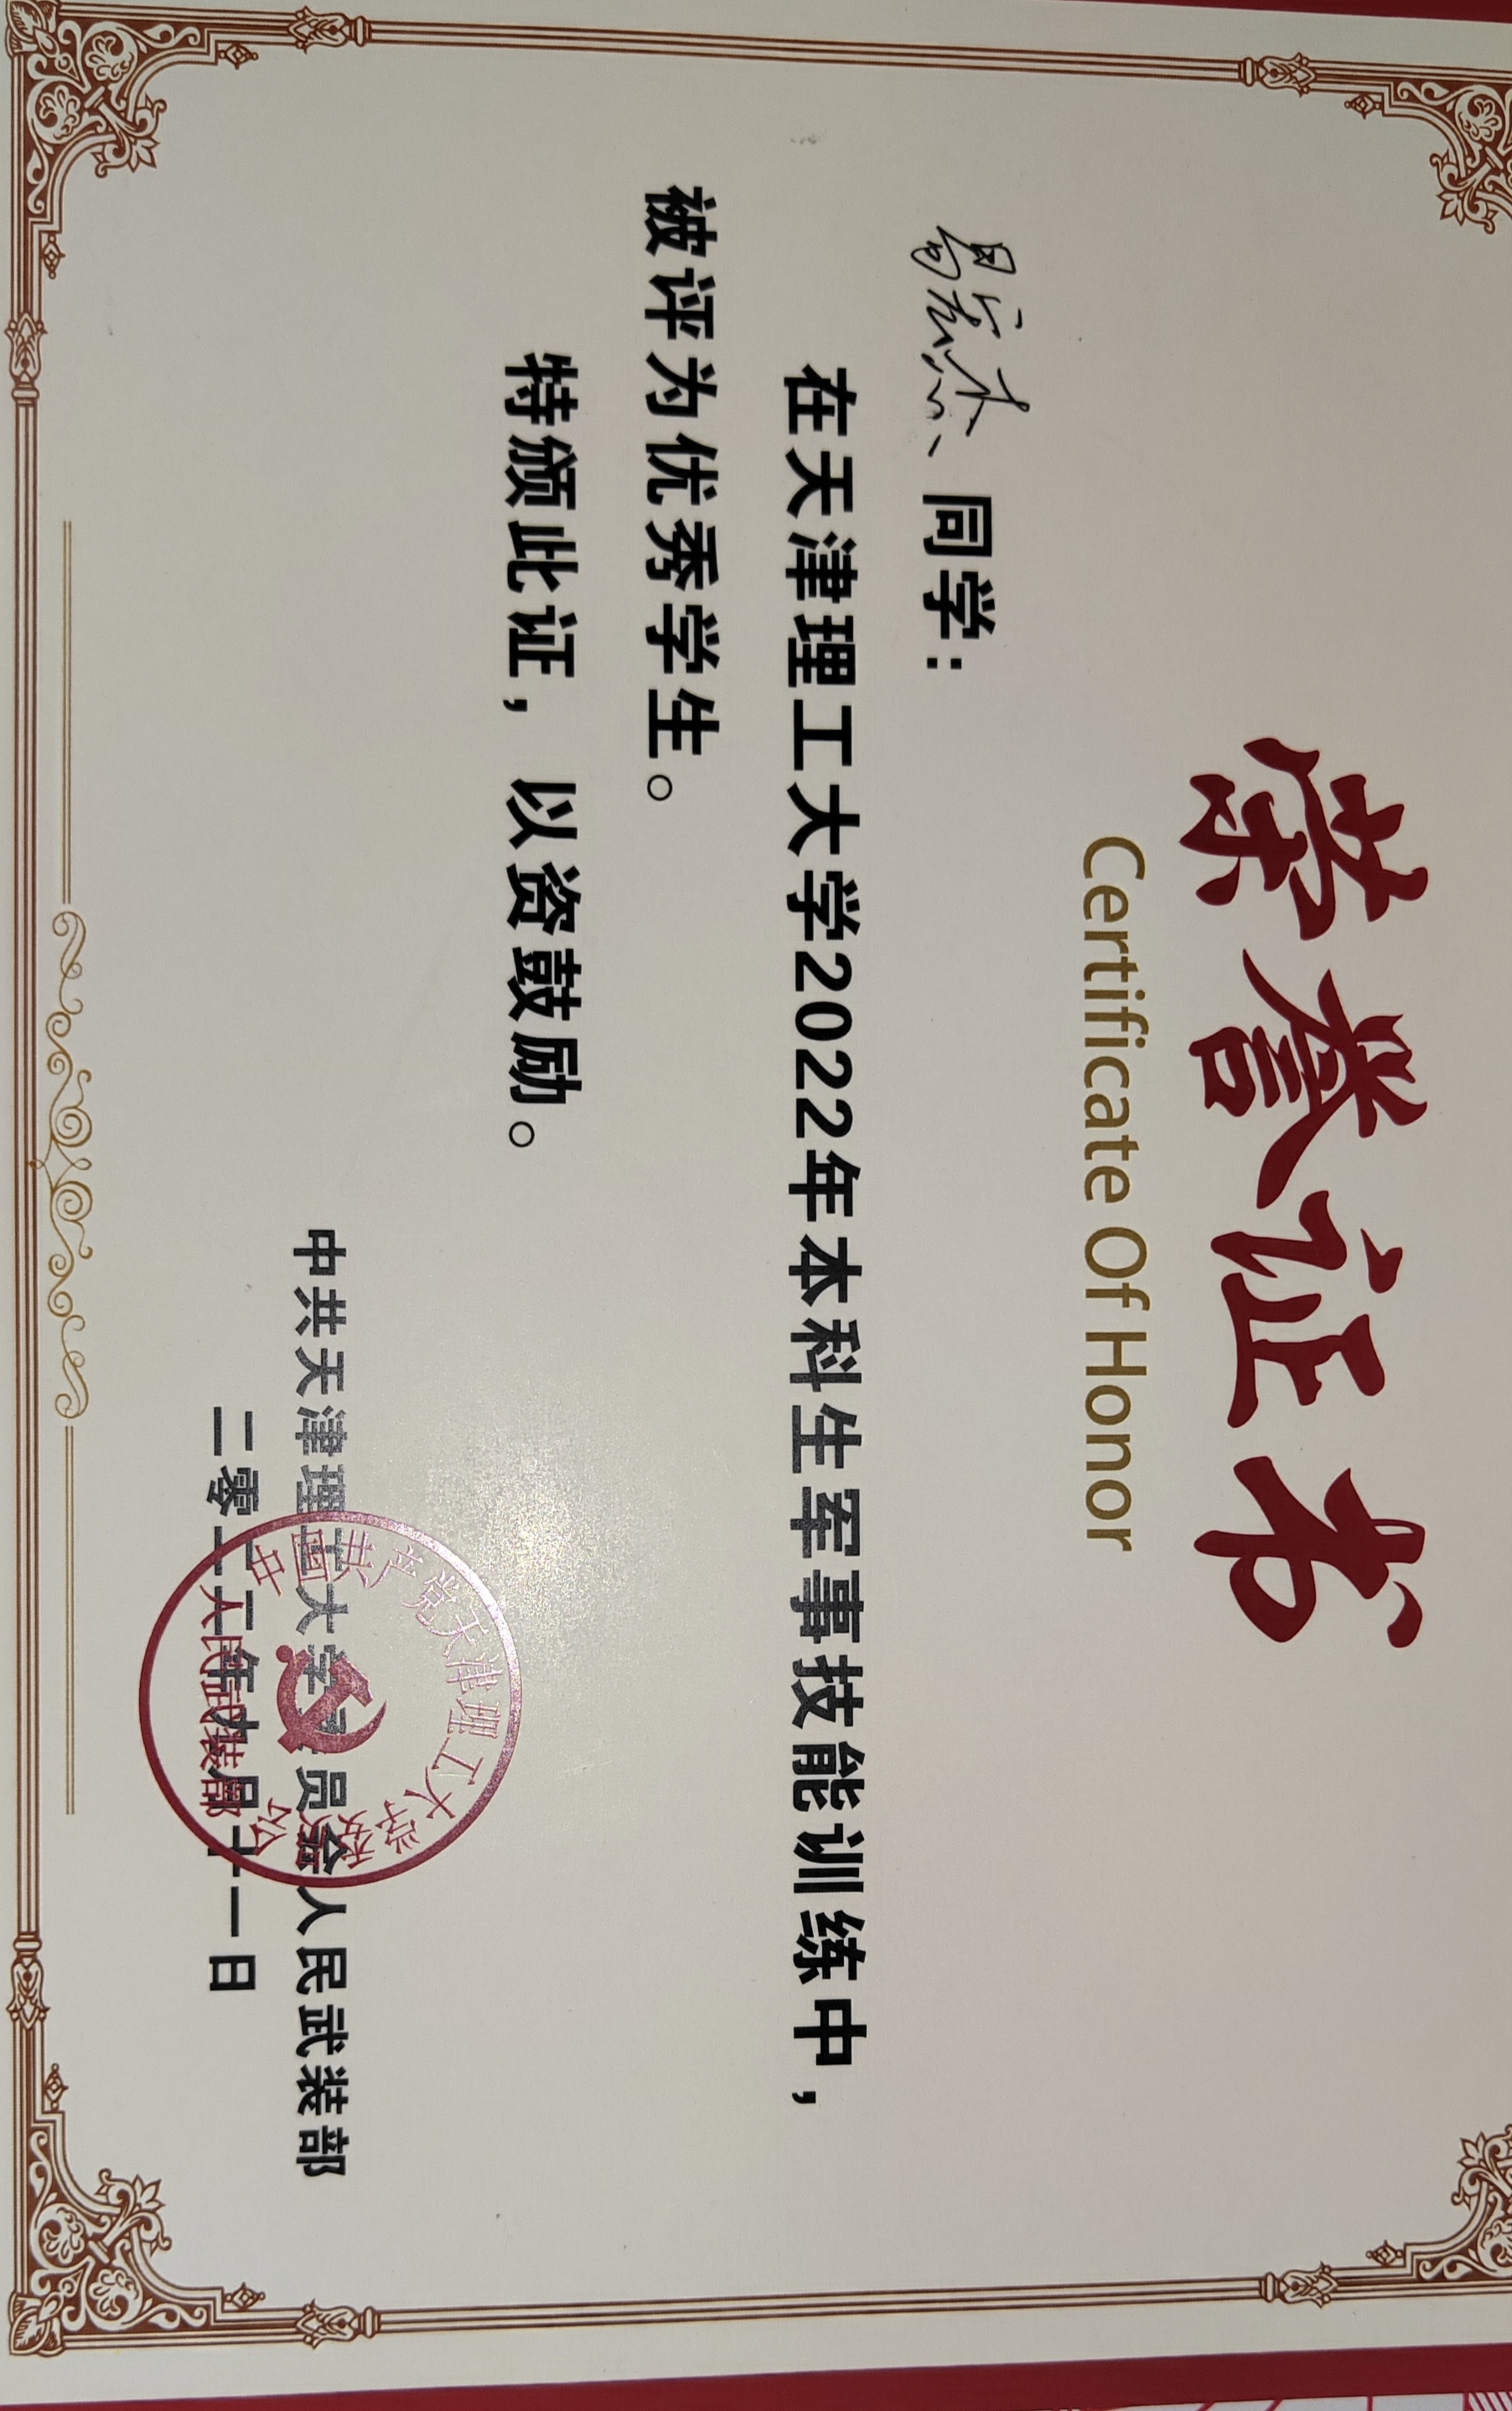 荣誉证书
Certificate Of Honor
易宏杰 同学：
在天津理工大学2022年本科生军事技能训练中，
被评为优秀学生。
特颁此证，以资鼓励。
中共天津理工大学委员会人民武装部
二零二二年九月十一日
中国共产党天津理工大学委员会
人民武装部